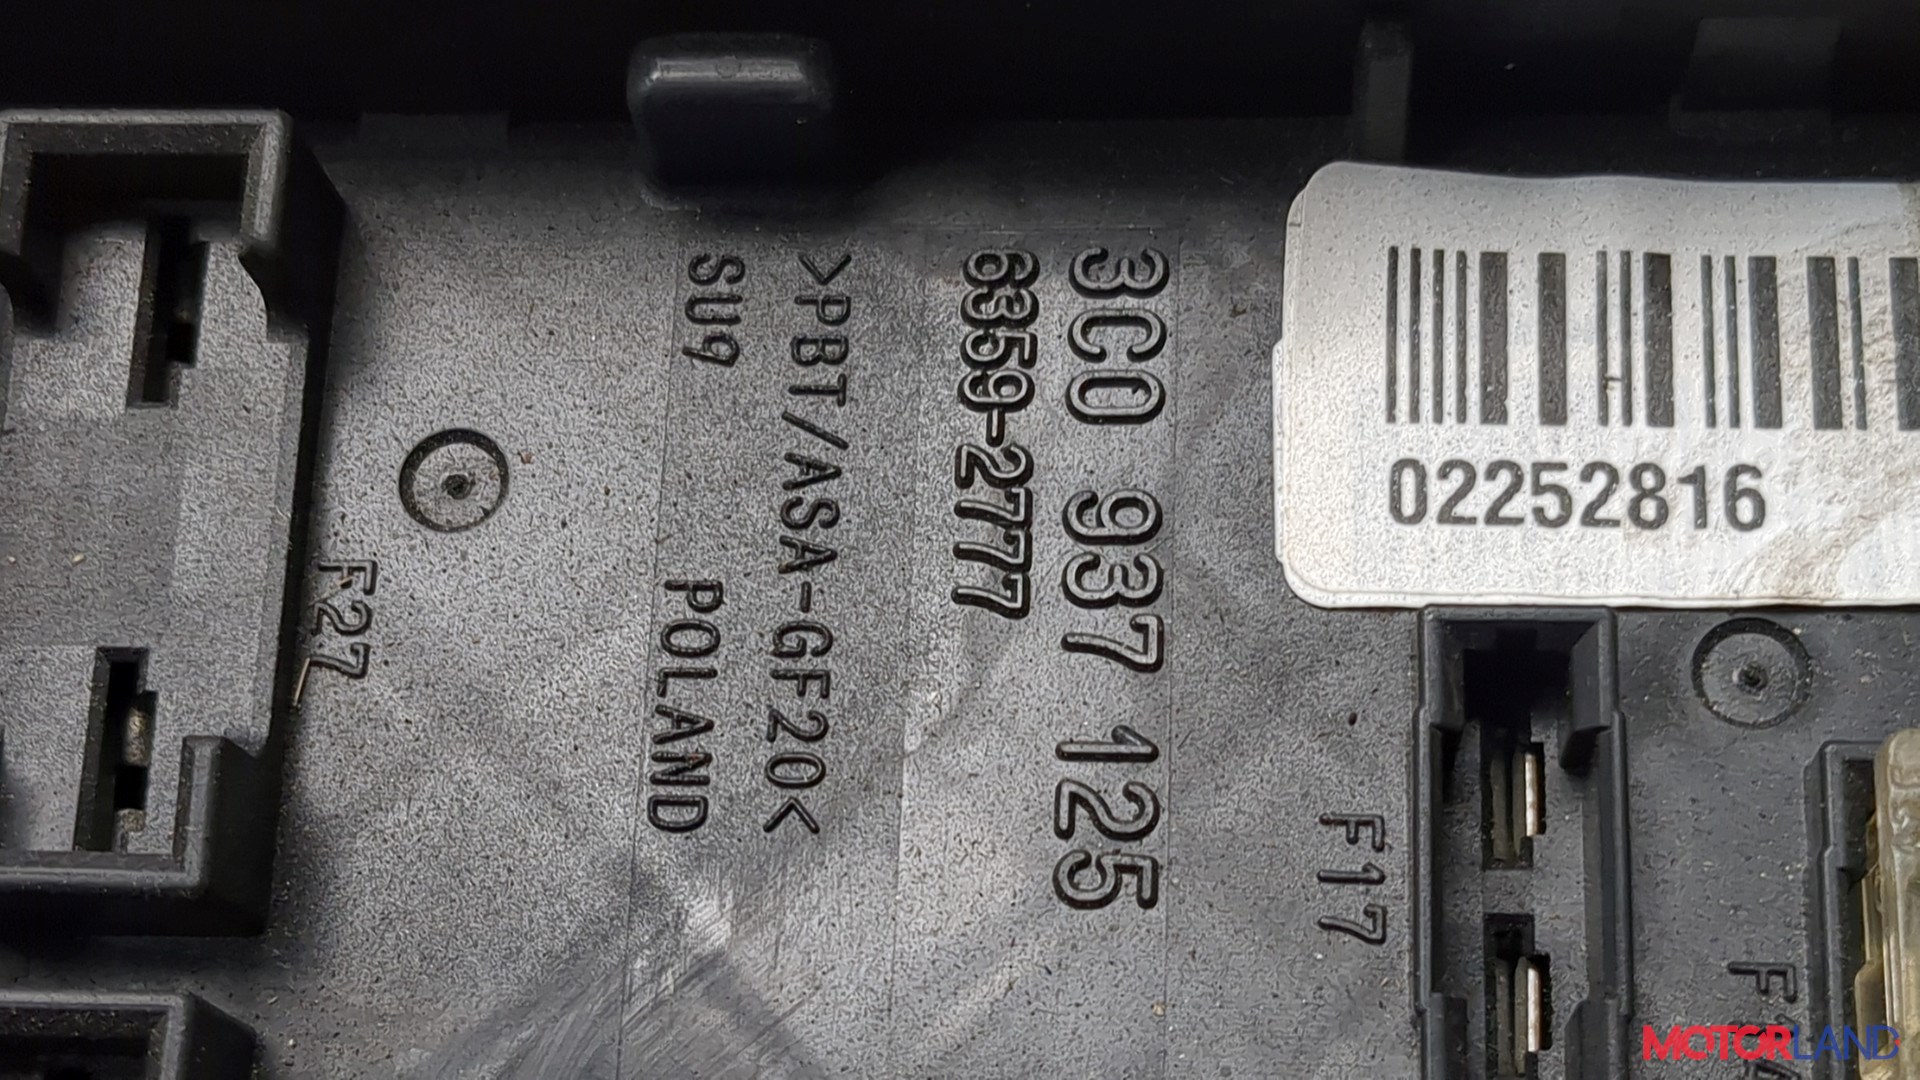 3C0 937 125
6359-2777
>PBT/ASA-GF20<
SU9 POLAND
F27
F17
02252816
MOTORLAND